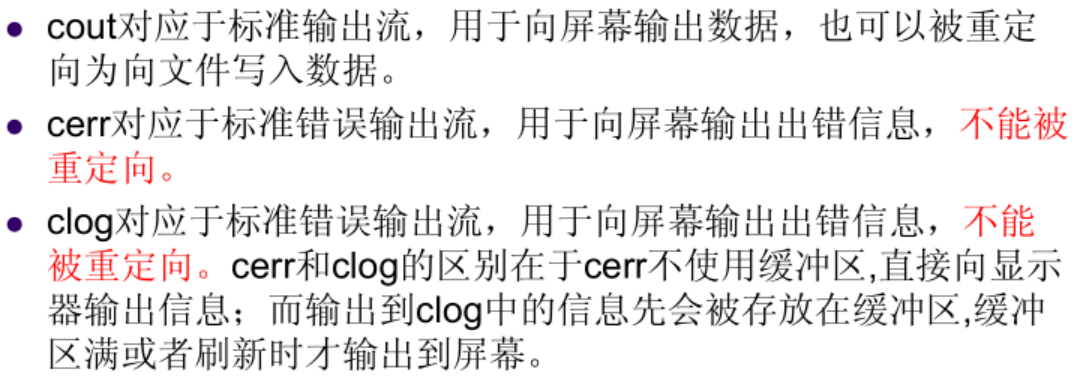 ● cout对应于标准输出流，用于向屏幕输出数据，也可以被重定
向为向文件写入数据。
● cerr对应于标准错误输出流，用于向屏幕输出出错信息，不能被
重定向。
● clog对应于标准错误输出流，用于向屏幕输出出错信息，不能
被重定向。cerr和clog的区别在于cerr不使用缓冲区,直接向显示
器输出信息；而输出到clog中的信息先会被存放在缓冲区,缓冲
区满或者刷新时才输出到屏幕。